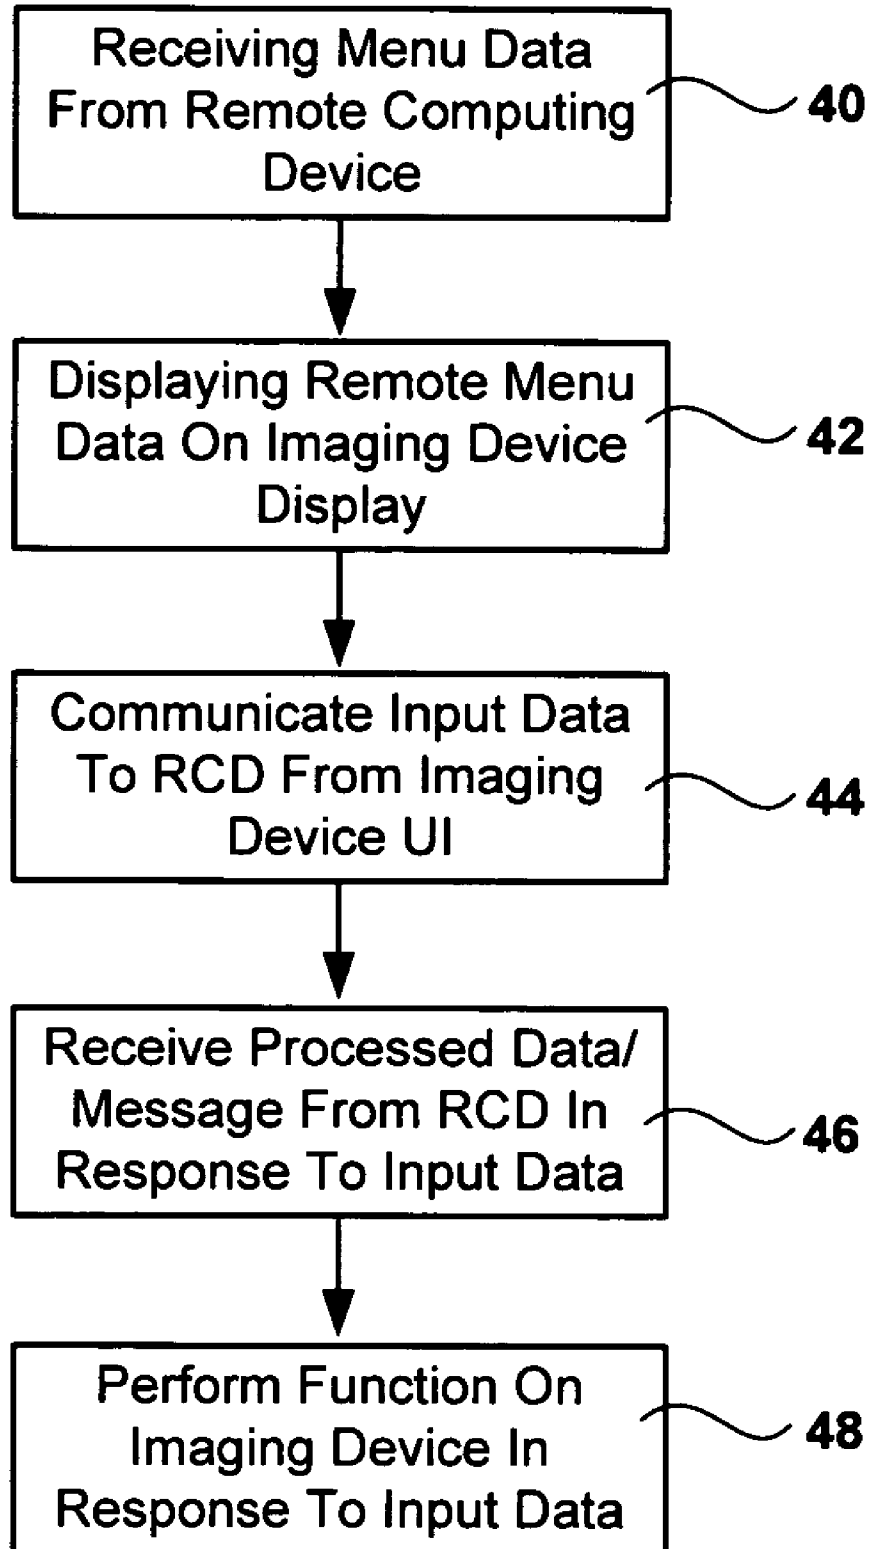 Receiving Menu Data
From Remote Computing
Device
40
Displaying Remote Menu
Data On Imaging Device
Display
42
Communicate Input Data
To RCD From Imaging
Device UI
44
Receive Processed Data/
Message From RCD In
Response To Input Data
46
Perform Function On
Imaging Device In
Response To Input Data
48